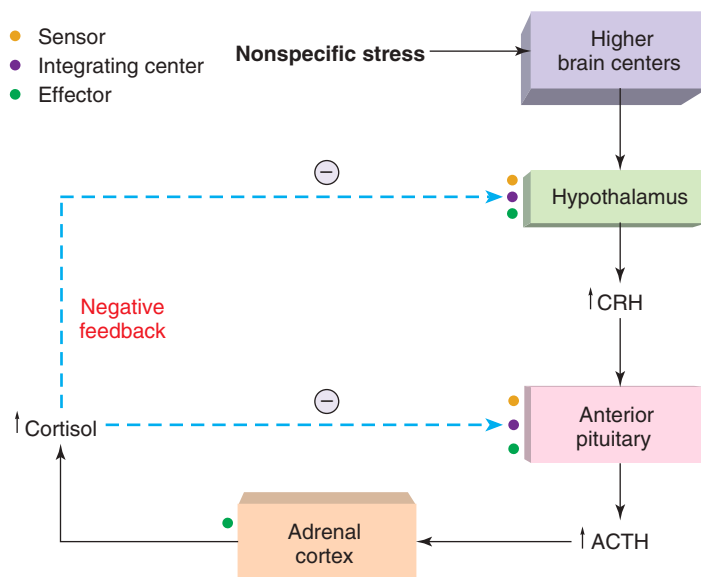 Sensor
Integrating center
Effector
Nonspecific stress
Higher
brain centers
−
Hypothalamus
↑CRH
Negative
feedback
−
↑Cortisol
Anterior
pituitary
Adrenal
cortex
↑ACTH